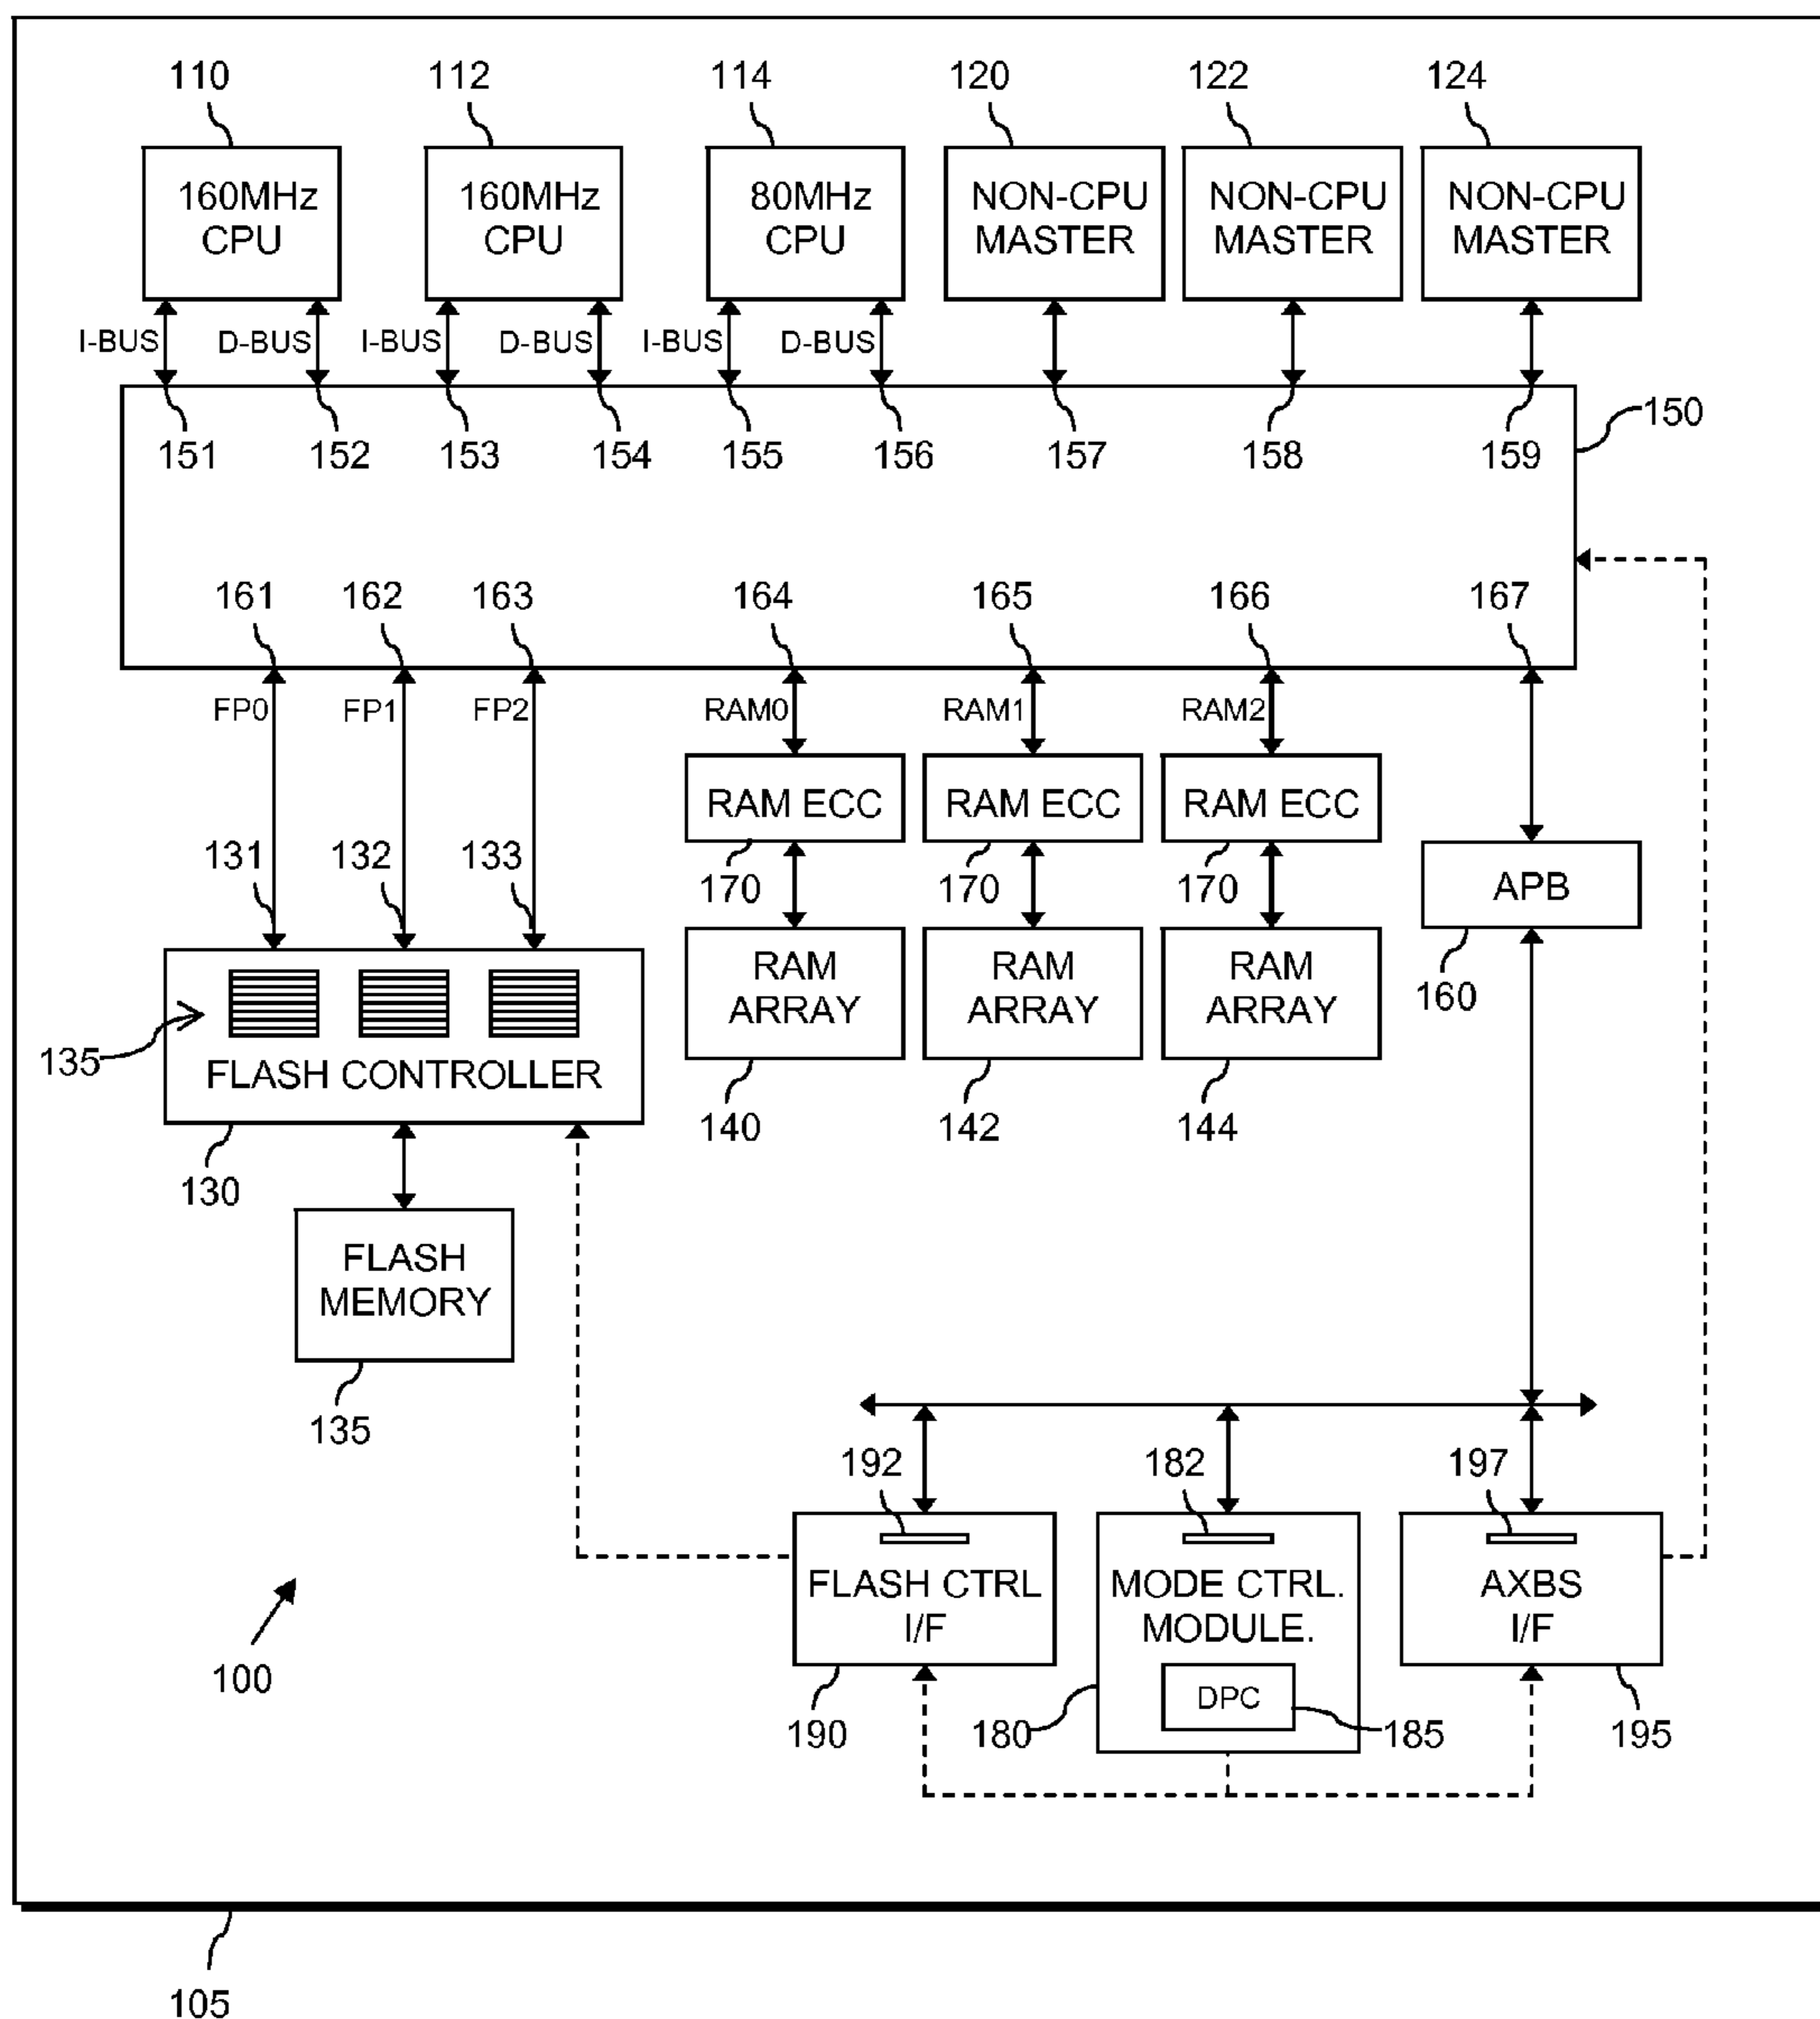 110 112 114 120 122 124
160MHz CPU
160MHz CPU
80MHz CPU
NON-CPU MASTER
NON-CPU MASTER
NON-CPU MASTER
I-BUS D-BUS I-BUS D-BUS I-BUS D-BUS
150
151 152 153 154 155 156 157 158 159
161 162 163 164 165 166 167
FP0 FP1 FP2 RAM0 RAM1 RAM2
RAM ECC RAM ECC RAM ECC
131 132 133
170 170 170
APB
160
RAM ARRAY
RAM ARRAY
RAM ARRAY
135
FLASH CONTROLLER
140 142 144
130
FLASH MEMORY
135
192 182 197
FLASH CTRL I/F
MODE CTRL. MODULE.
AXBS I/F
100
DPC
190 180 185 195
105